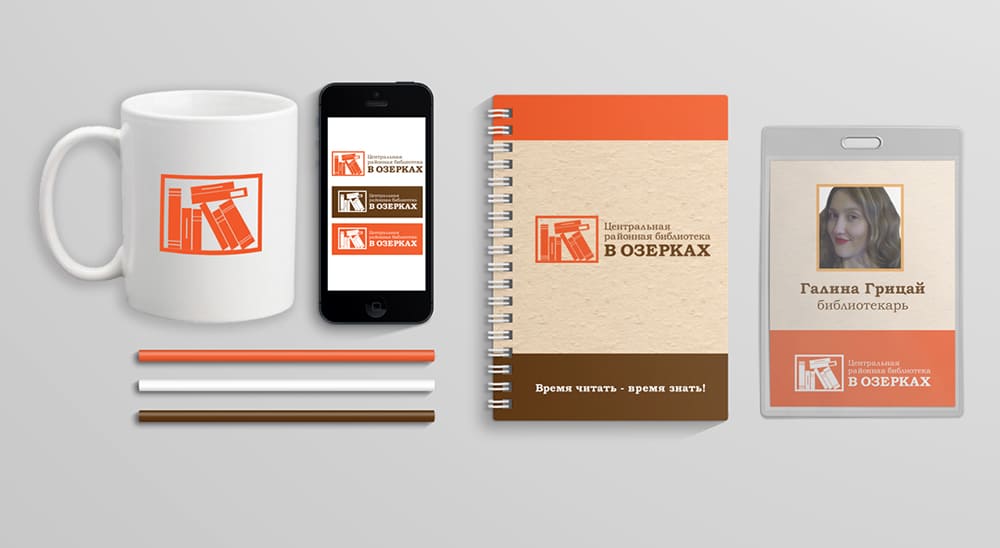 Центральная
районная библиотека
В ОЗЕРКАХ
Центральная
районная библиотека
В ОЗЕРКАХ
Центральная
районная библиотека
В ОЗЕРКАХ
Центральная
районная библиотека
В ОЗЕРКАХ
Время читать - время знать!
Галина Грицай
библиотекарь
Центральная
районная библиотека
В ОЗЕРКАХ